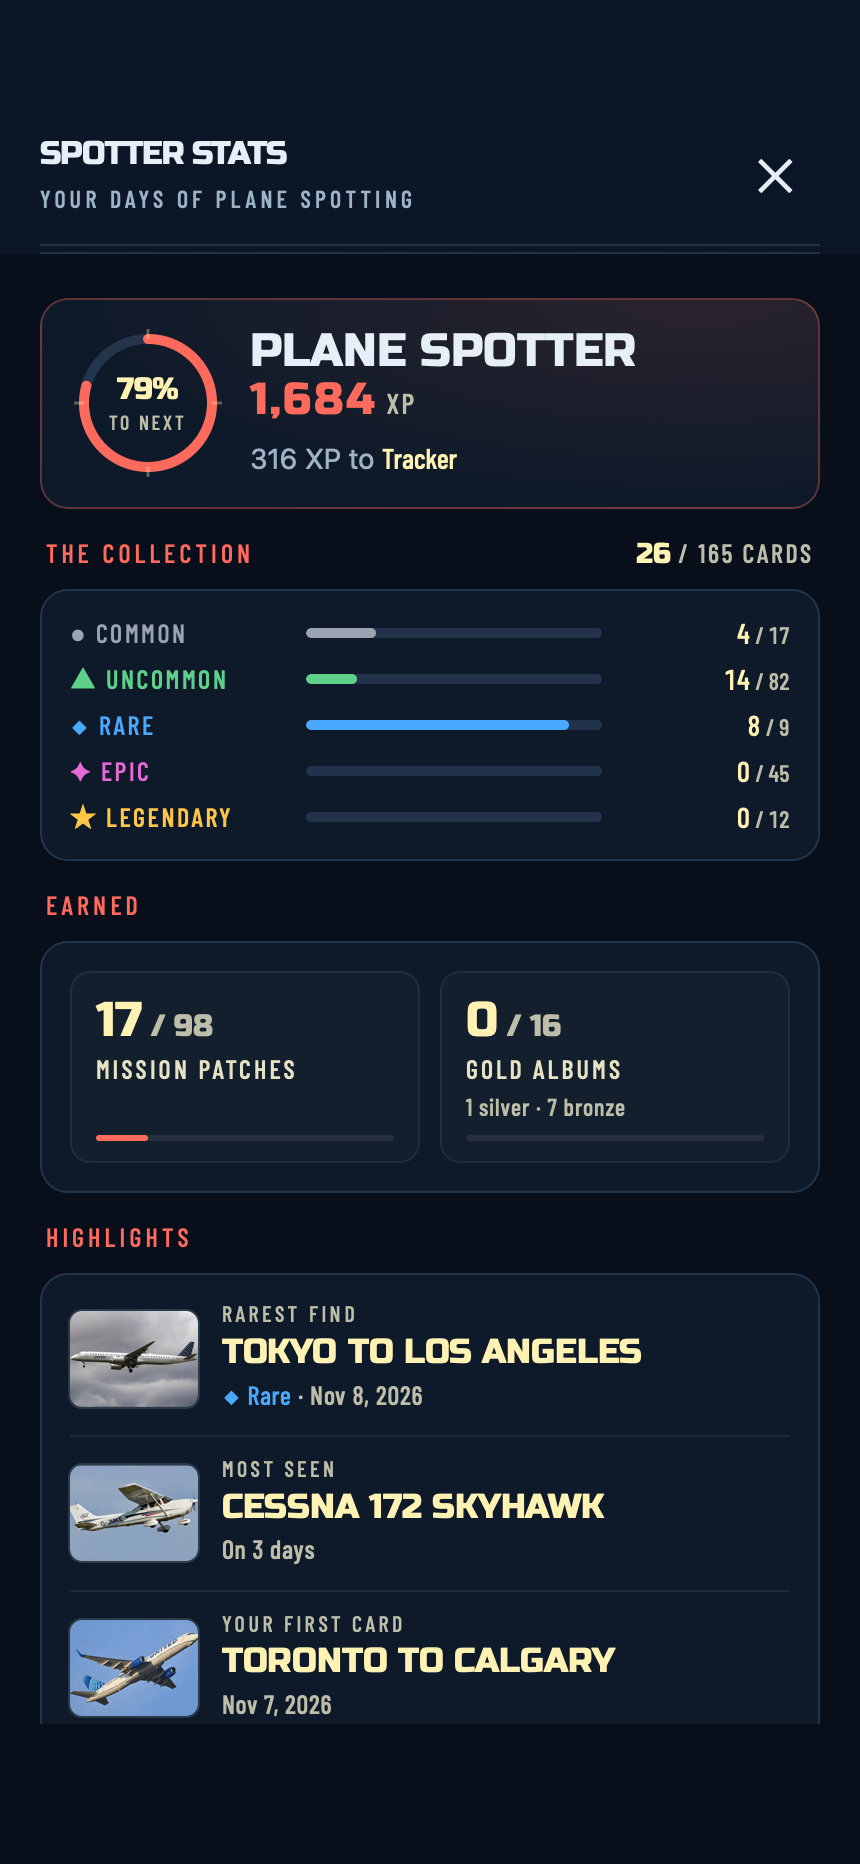 SPOTTER STATS
YOUR DAYS OF PLANE SPOTTING
79%
TO NEXT
PLANE SPOTTER
1,684 XP
316 XP to Tracker
THE COLLECTION
26 / 165 CARDS
COMMON
4 / 17
UNCOMMON
14 / 82
RARE
8 / 9
EPIC
0 / 45
LEGENDARY
0 / 12
EARNED
17 / 98
MISSION PATCHES
0 / 16
GOLD ALBUMS
1 silver · 7 bronze
HIGHLIGHTS
RAREST FIND
TOKYO TO LOS ANGELES
Rare · Nov 8, 2026
MOST SEEN
CESSNA 172 SKYHAWK
On 3 days
YOUR FIRST CARD
TORONTO TO CALGARY
Nov 7, 2026